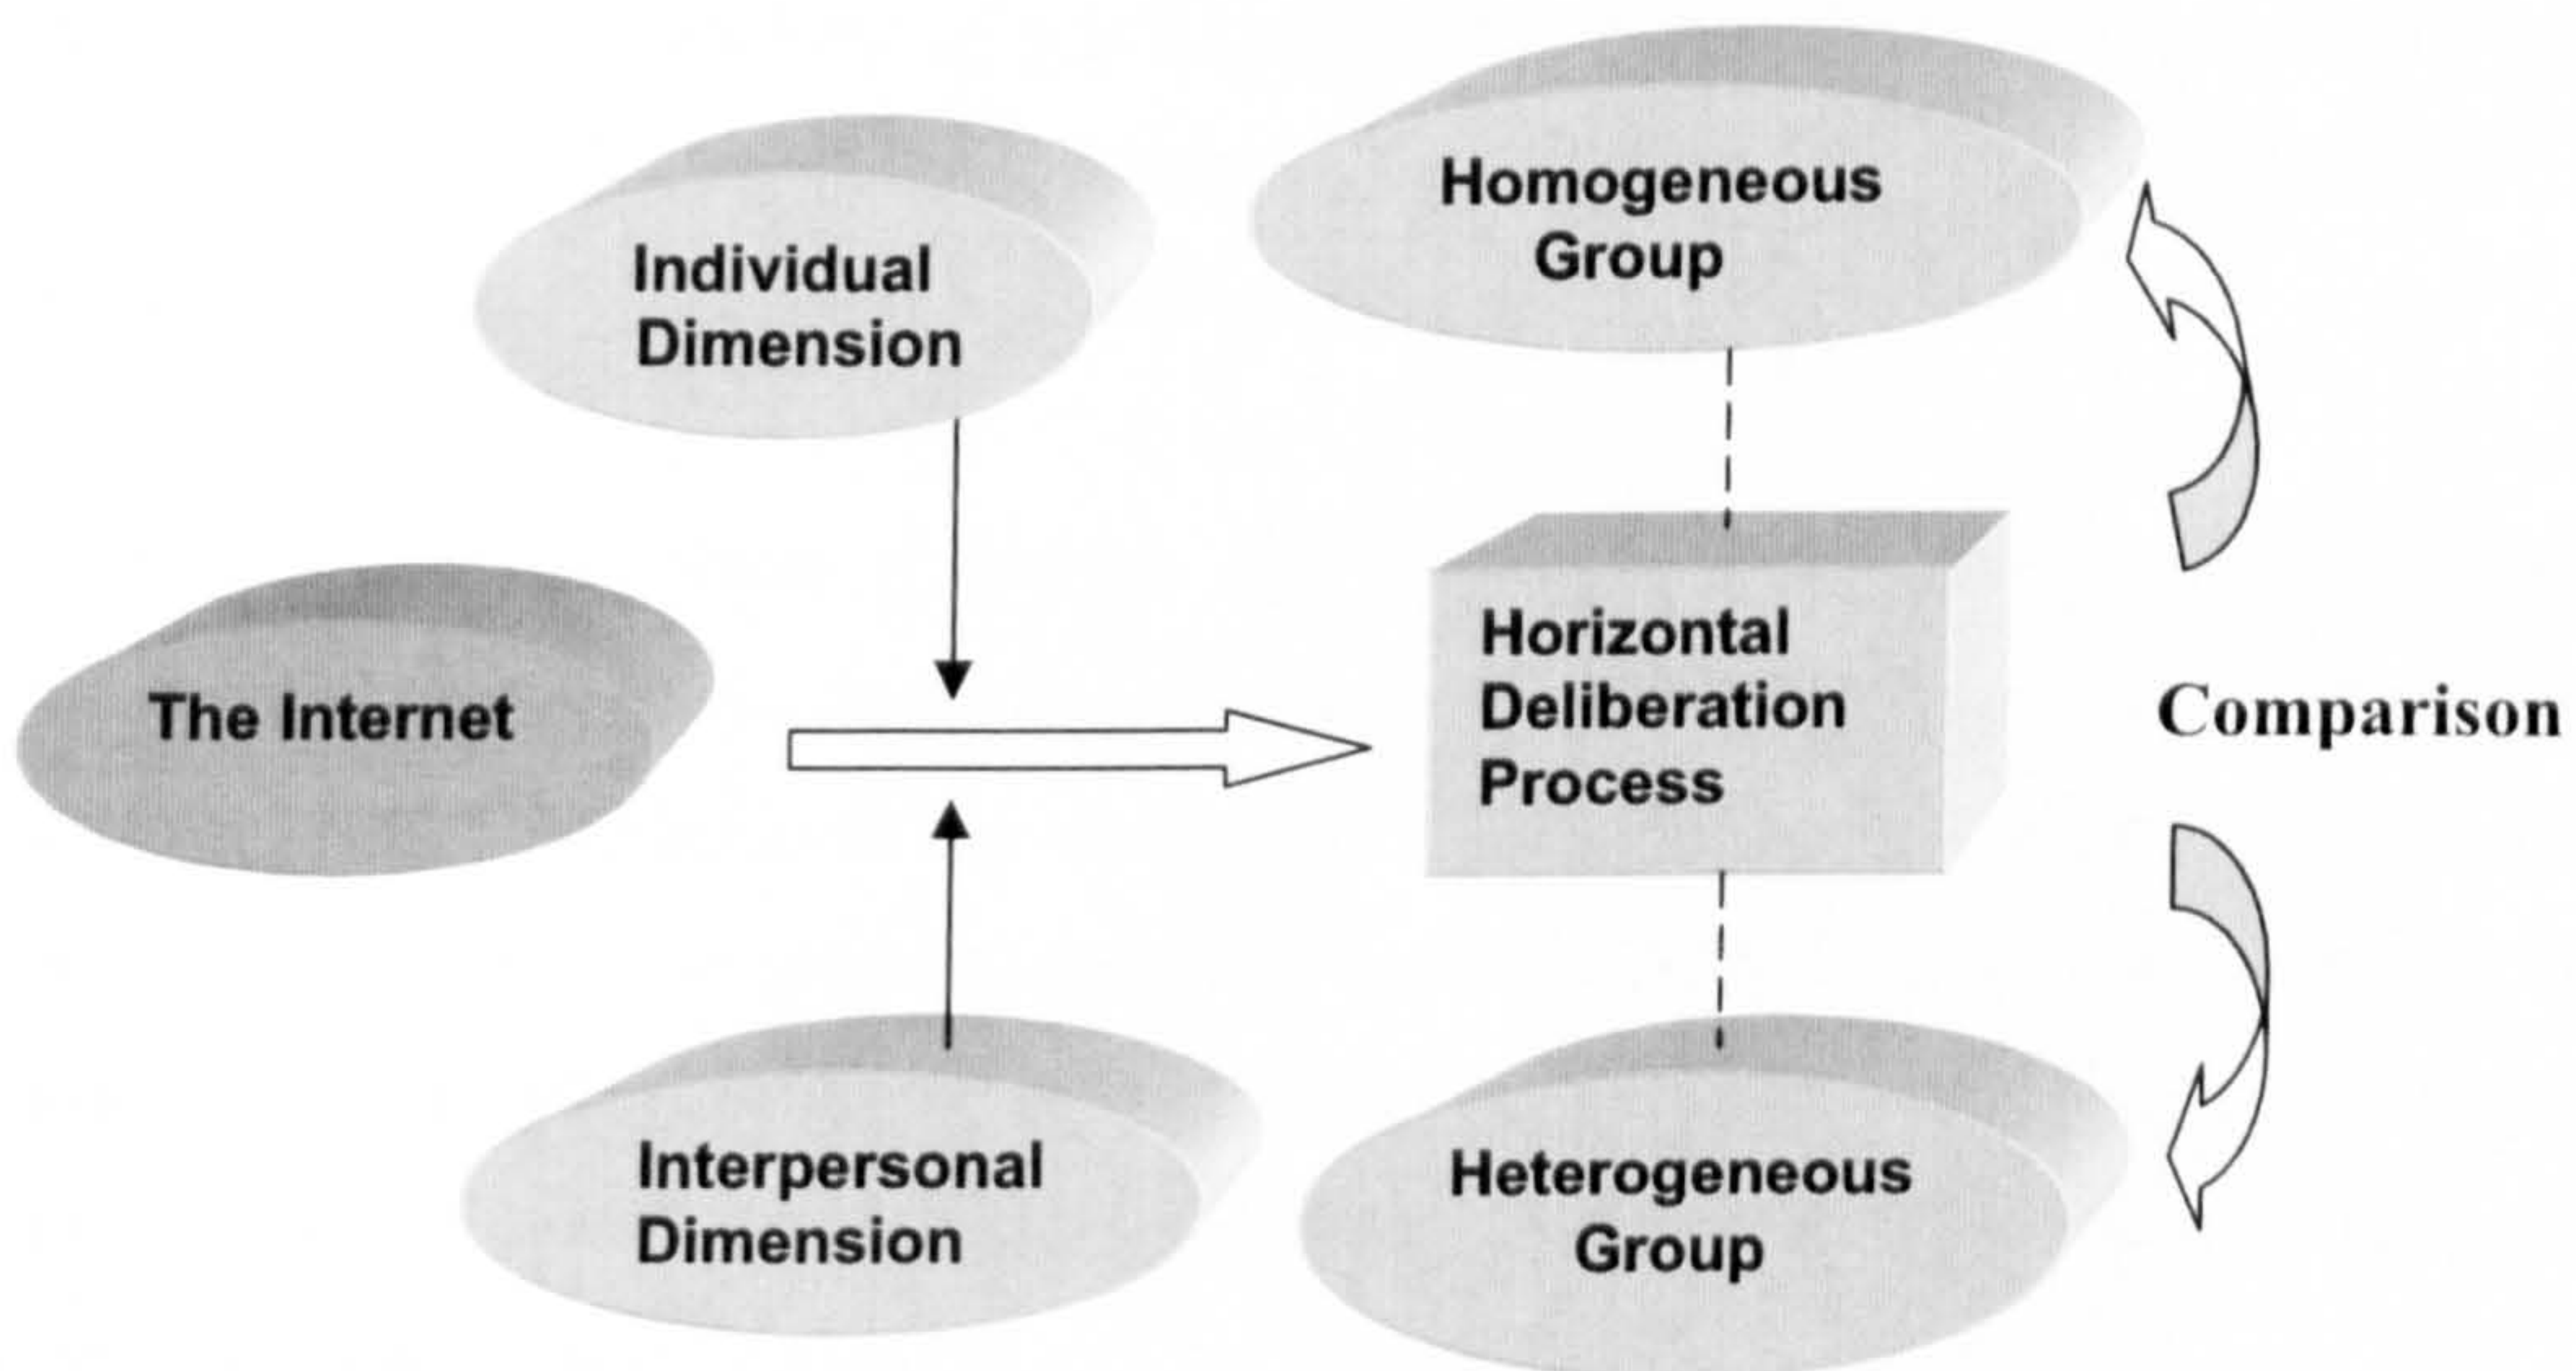 Homogeneous
Group
Individual
Dimension
The Internet
Horizontal
Deliberation
Process
Comparison
Interpersonal
Dimension
Heterogeneous
Group